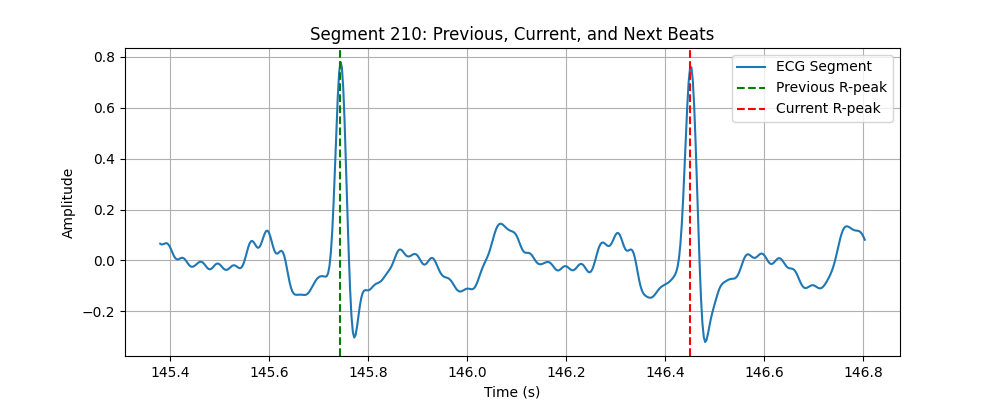 Segment 210: Previous, Current, and Next Beats
ECG Segment
Previous R-peak
Current R-peak
Amplitude
0.8
0.6
0.4
0.2
0.0
−0.2
145.4 145.6 145.8 146.0 146.2 146.4 146.6 146.8
Time (s)